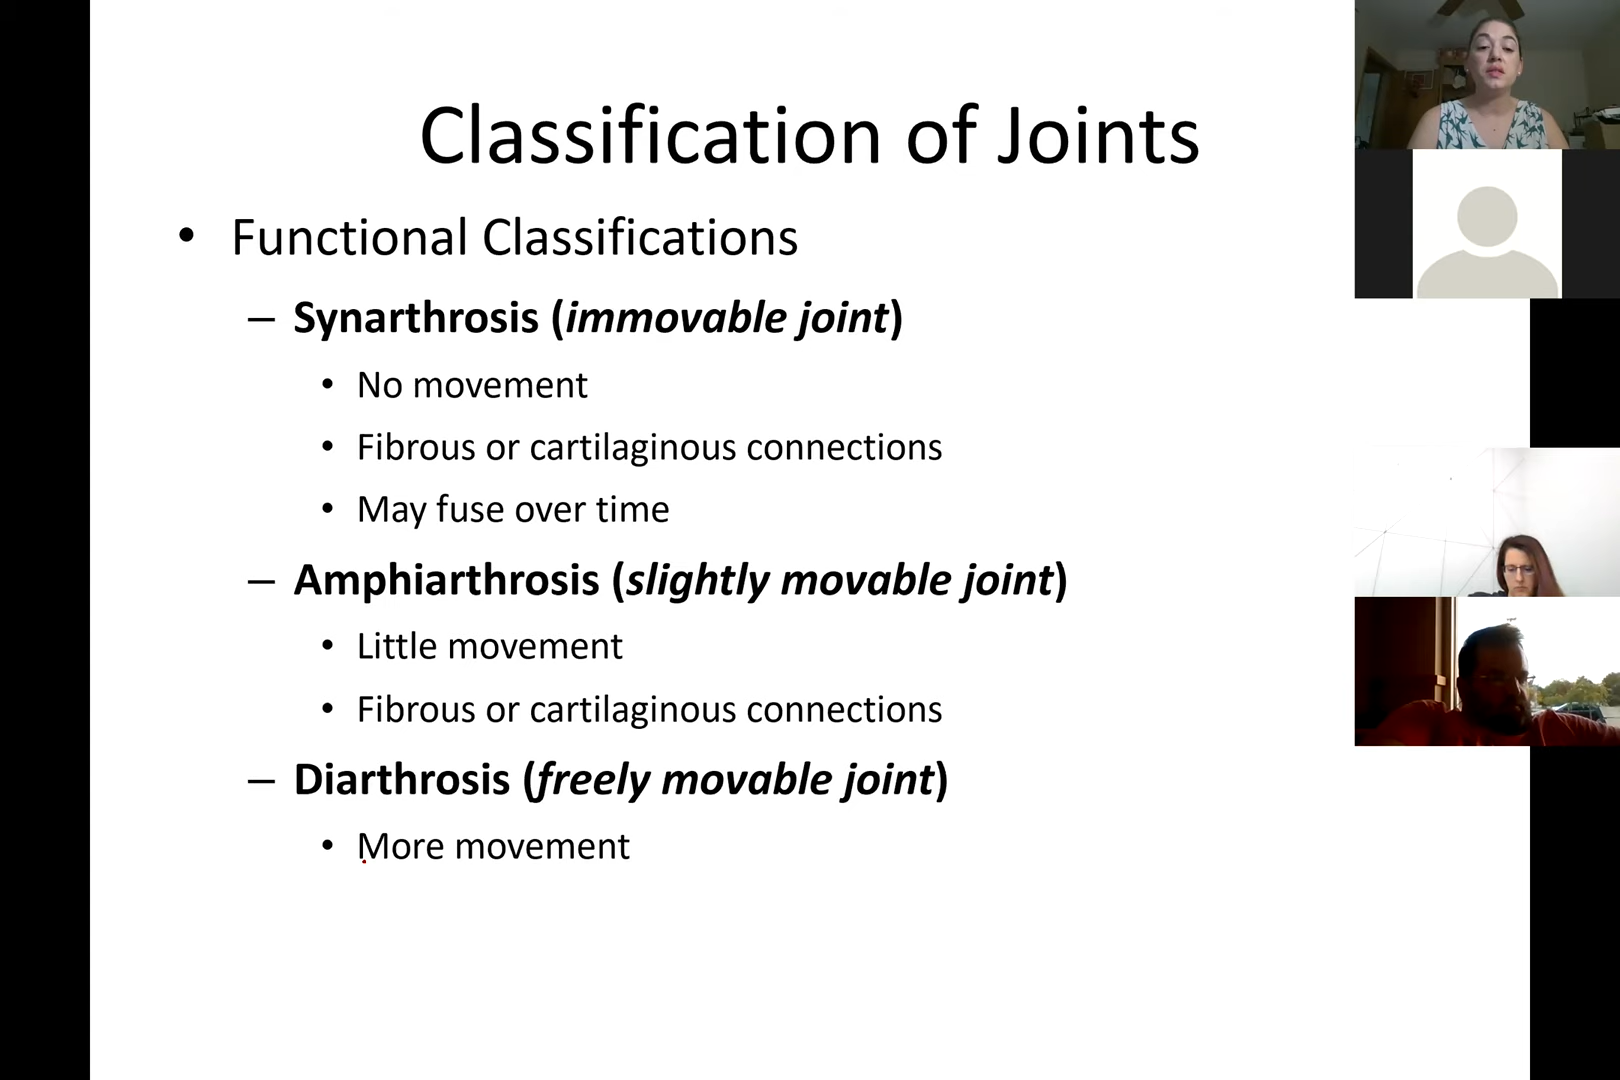 Classification of Joints
• Functional Classifications
– Synarthrosis (immovable joint)
• No movement
• Fibrous or cartilaginous connections
• May fuse over time
– Amphiarthrosis (slightly movable joint)
• Little movement
• Fibrous or cartilaginous connections
– Diarthrosis (freely movable joint)
• More movement